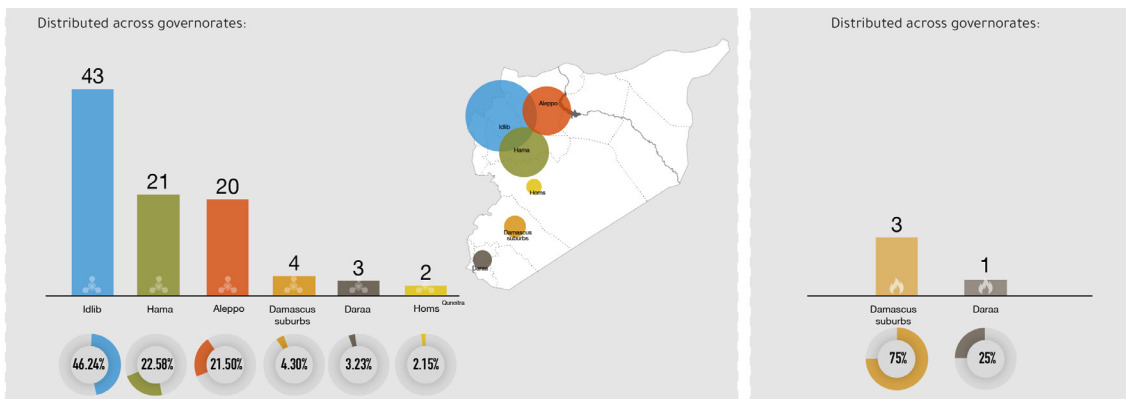 Distributed across governorates:
43
21
20
4
3
2
Idlib
Hama
Aleppo
Damascus
suburbs
Daraa
Homs
Quneitra
46.24%
22.58%
21.50%
4.30%
3.23%
2.15%
Aleppo
Idlib
Hama
Homs
Damascus
suburbs
Daraa
Distributed across governorates:
3
1
Damascus
suburbs
Daraa
75%
25%